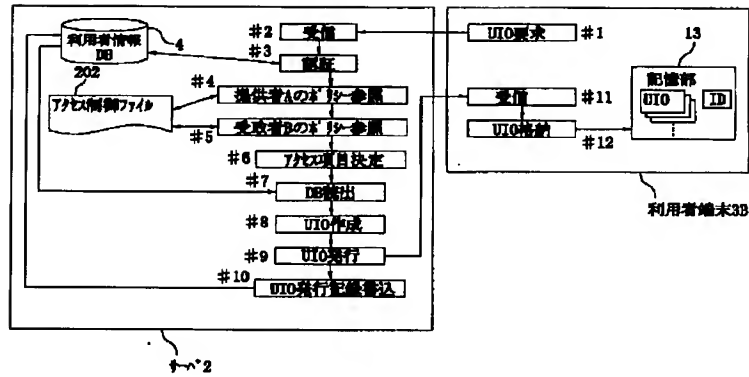 利用者情報
DB
4
202
アクセス制御ファイル
#2
受信
#3
認証
#4
提供者Aのポリシー参照
#5
受取者Bのポリシー参照
#6
アクセス項目決定
#7
DB抽出
#8
UIO作成
#9
UIO発行
#10
UIO発行記録書込
サーバ2
UIO要求
#1
受信
#11
UIO格納
#12
13
記憶部
UIO
ID
利用者端末3B